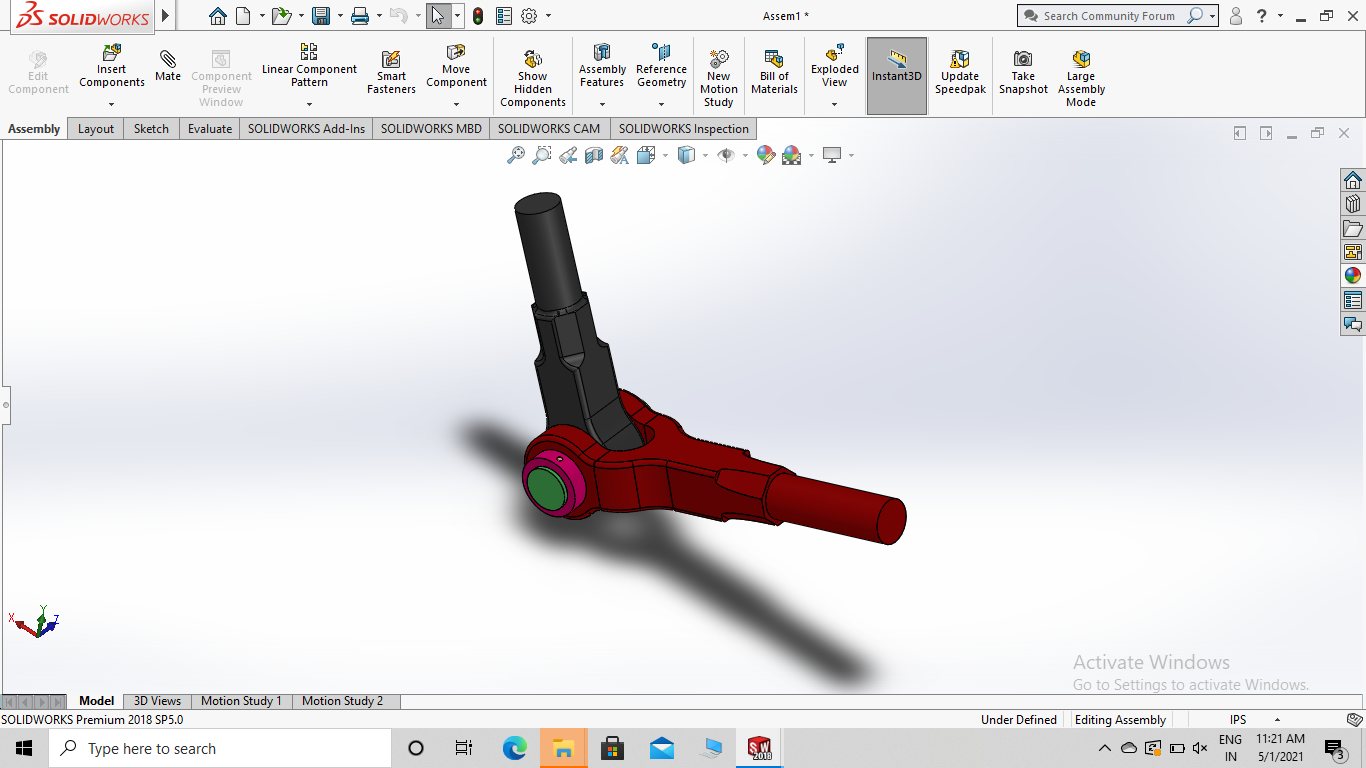 SOLIDWORKS
Assem1 *
Search Community Forum
?
Edit
Component
Insert
Components
Mate
Component
Preview
Window
Linear Component
Pattern
Smart
Fasteners
Move
Component
Show
Hidden
Components
Assembly
Features
Reference
Geometry
New
Motion
Study
Bill of
Materials
Exploded
View
Instant3D
Update
Speedpak
Take
Snapshot
Large
Assembly
Mode
Assembly
Layout
Sketch
Evaluate
SOLIDWORKS Add-Ins
SOLIDWORKS MBD
SOLIDWORKS CAM
SOLIDWORKS Inspection
X
Y
Z
Activate Windows
Go to Settings to activate Windows.
Model
3D Views
Motion Study 1
Motion Study 2
SOLIDWORKS Premium 2018 SP5.0
Under Defined
Editing Assembly
IPS
Type here to search
SW
2018
ENG
IN
11:21 AM
5/1/2021
3